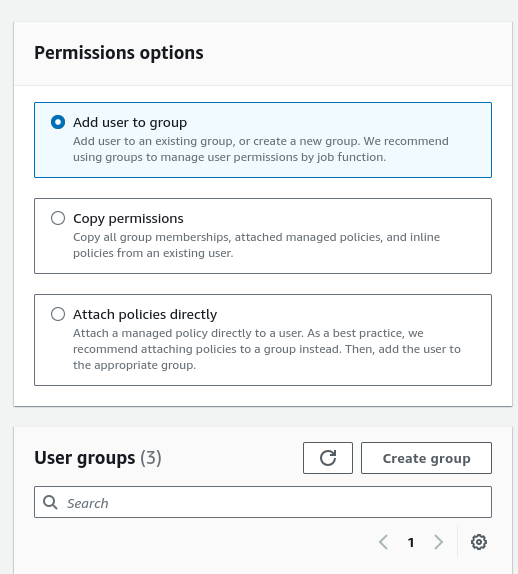 Permissions options
Add user to group
Add user to an existing group, or create a new group. We recommend
using groups to manage user permissions by job function.
Copy permissions
Copy all group memberships, attached managed policies, and inline
policies from an existing user.
Attach policies directly
Attach a managed policy directly to a user. As a best practice, we
recommend attaching policies to a group instead. Then, add the user to
the appropriate group.
User groups (3)
Create group
Search
1